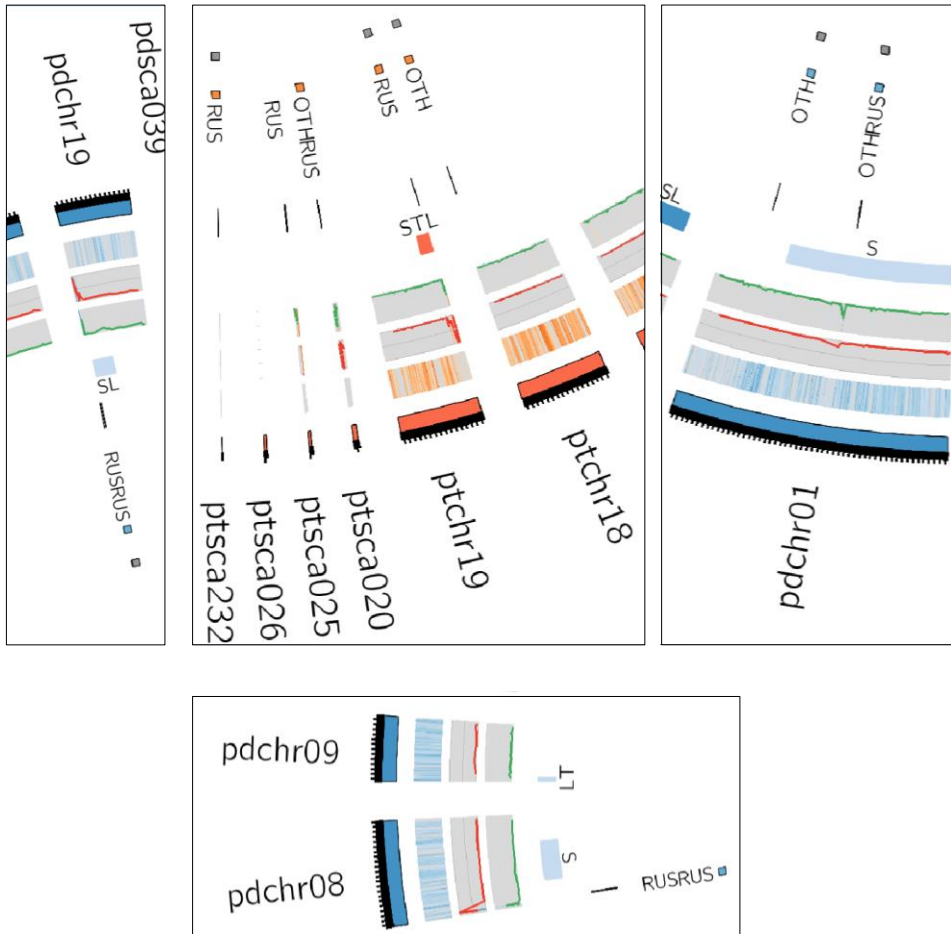 pdchr19
pdsca039
SL
RUSRUS
RUS
RUS
OTHRUS
RUS
OTH
STL
ptsca232
ptsca026
ptsca025
ptsca020
ptchr19
ptchr18
OTH
OTHRUS
SL
S
pdchr01
pdchr09
LT
pdchr08
S
RUSRUS